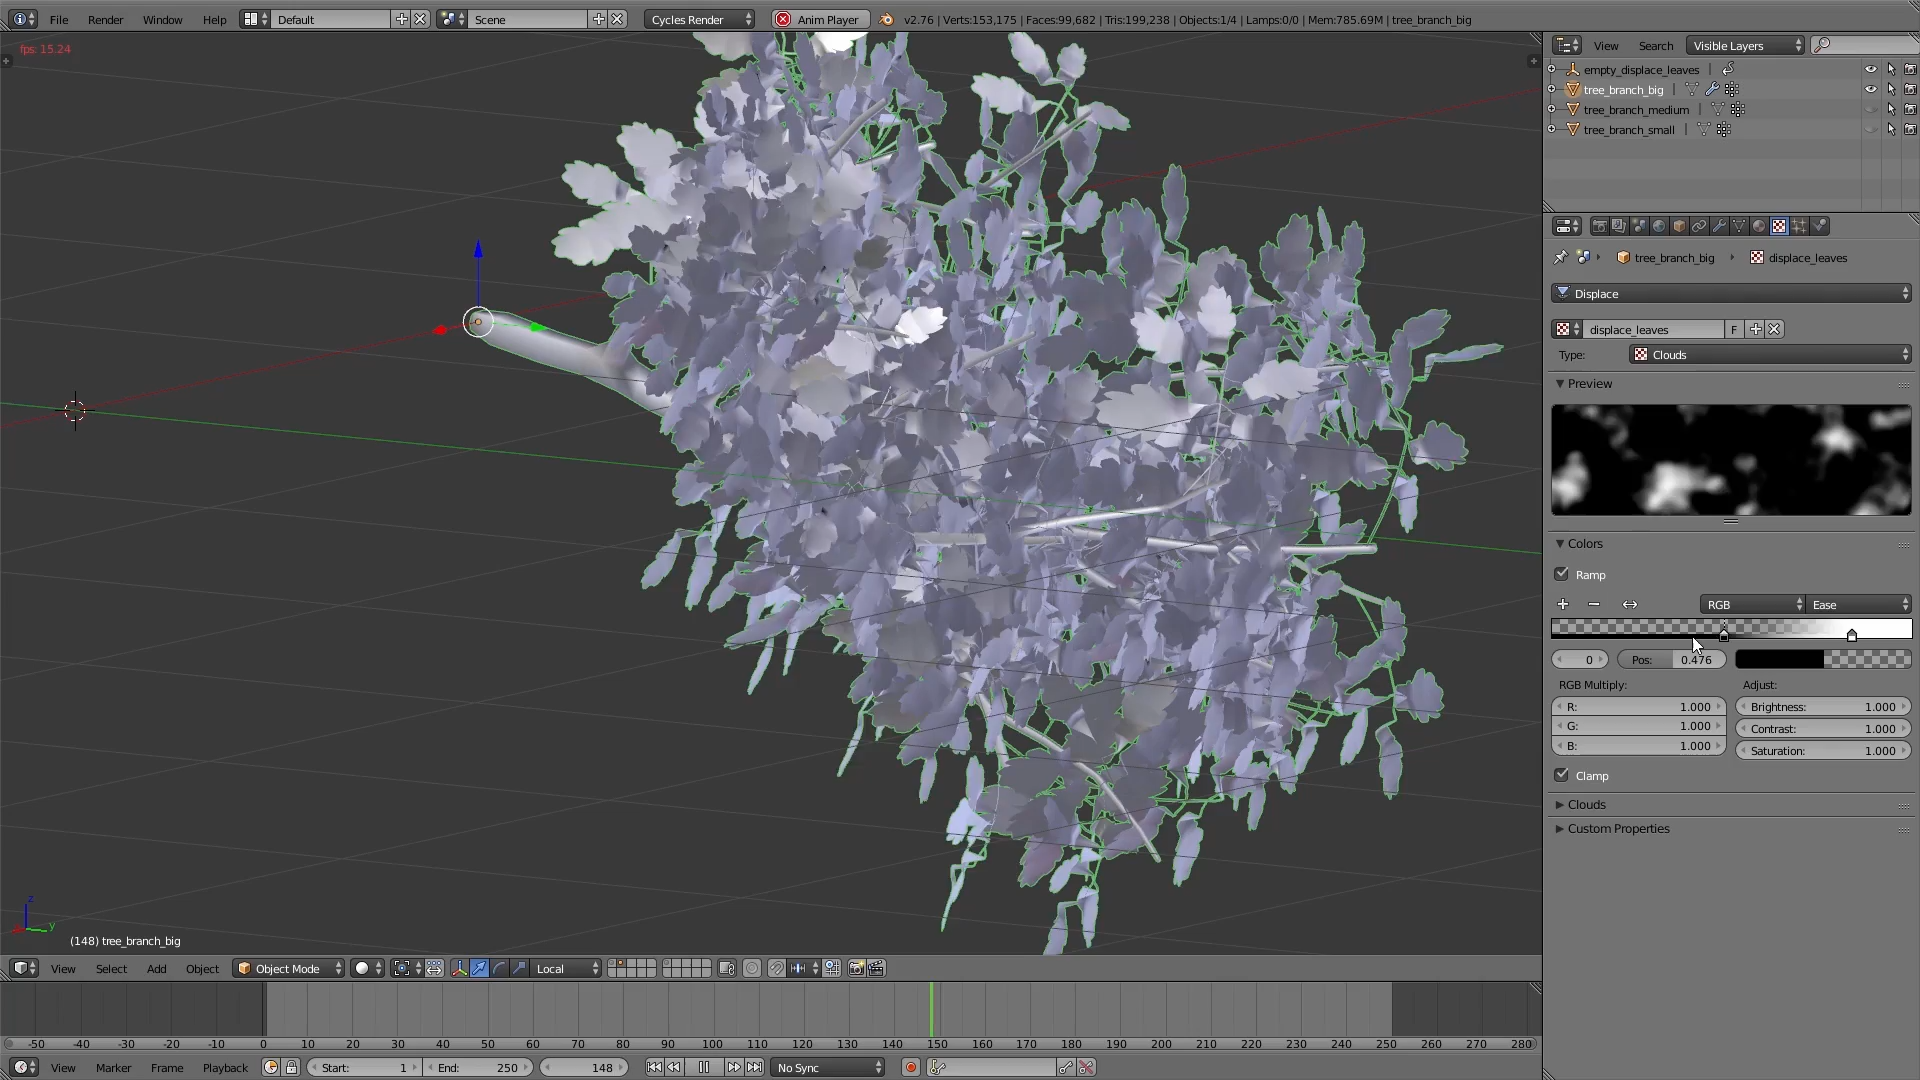 File Render Window Help Default Scene Cycles Render Anim Player v2.76 | Verts:153,175 | Faces:99,682 | Tris:199,238 | Objects:1/4 | Lamps:0/0 | Mem:785.69M | tree_branch_big
fps: 15.24
View Search Visible Layers
empty_displace_leaves
tree_branch_big
tree_branch_medium
tree_branch_small
tree_branch_big displace_leaves
Displace
displace_leaves F
Type: Clouds
Preview
Colors
Ramp
RGB Ease
0 Pos: 0.476
RGB Multiply: Adjust:
R: 1.000 Brightness: 1.000
G: 1.000 Contrast: 1.000
B: 1.000 Saturation: 1.000
Clamp
Clouds
Custom Properties
z
y
(148) tree_branch_big
View Select Add Object Object Mode Local
-50 -40 -30 -20 -10 0 10 20 30 40 50 60 70 80 90 100 110 120 130 140 150 160 170 180 190 200 210 220 230 240 250 260 270 280
View Marker Frame Playback Start: 1 End: 250 148 No Sync